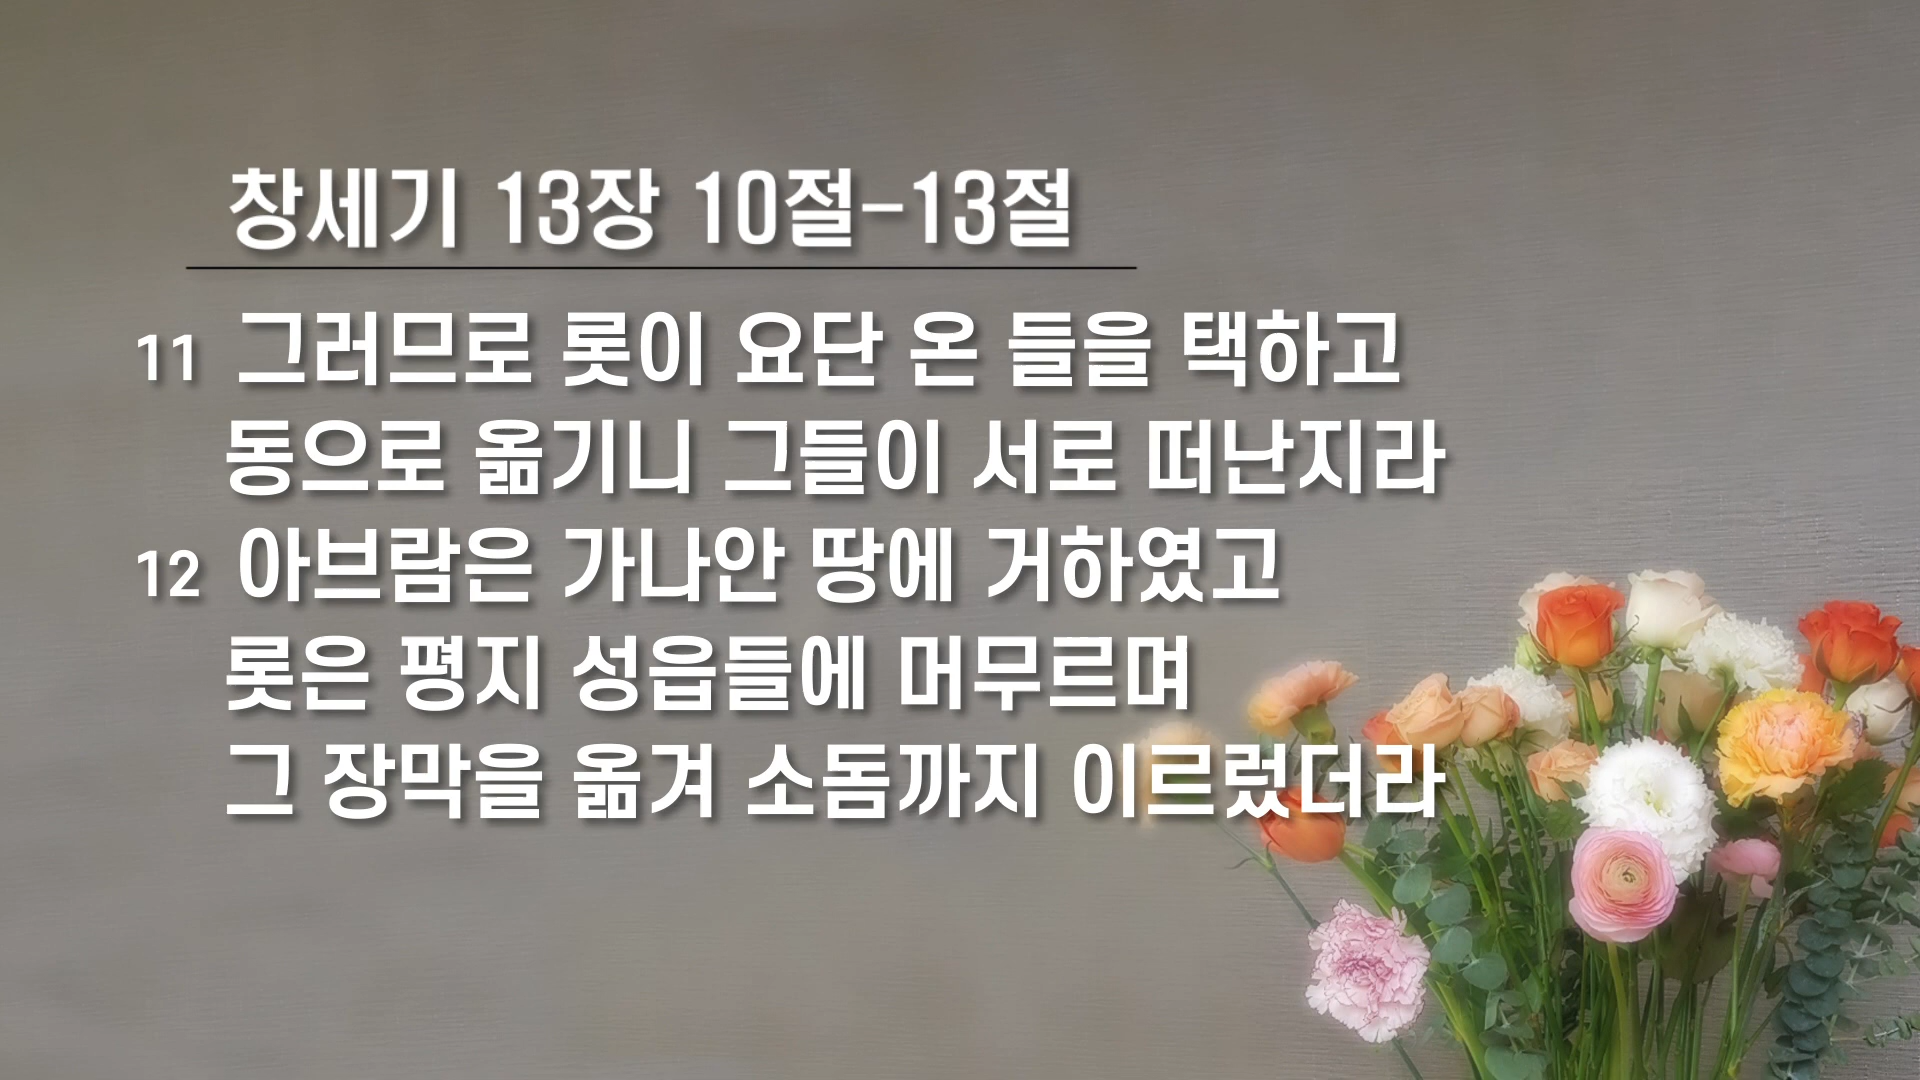 창세기 13장 10절-13절
11 그러므로 롯이 요단 온 들을 택하고
동으로 옮기니 그들이 서로 떠난지라
12 아브람은 가나안 땅에 거하였고
롯은 평지 성읍들에 머무르며
그 장막을 옮겨 소돔까지 이르렀더라